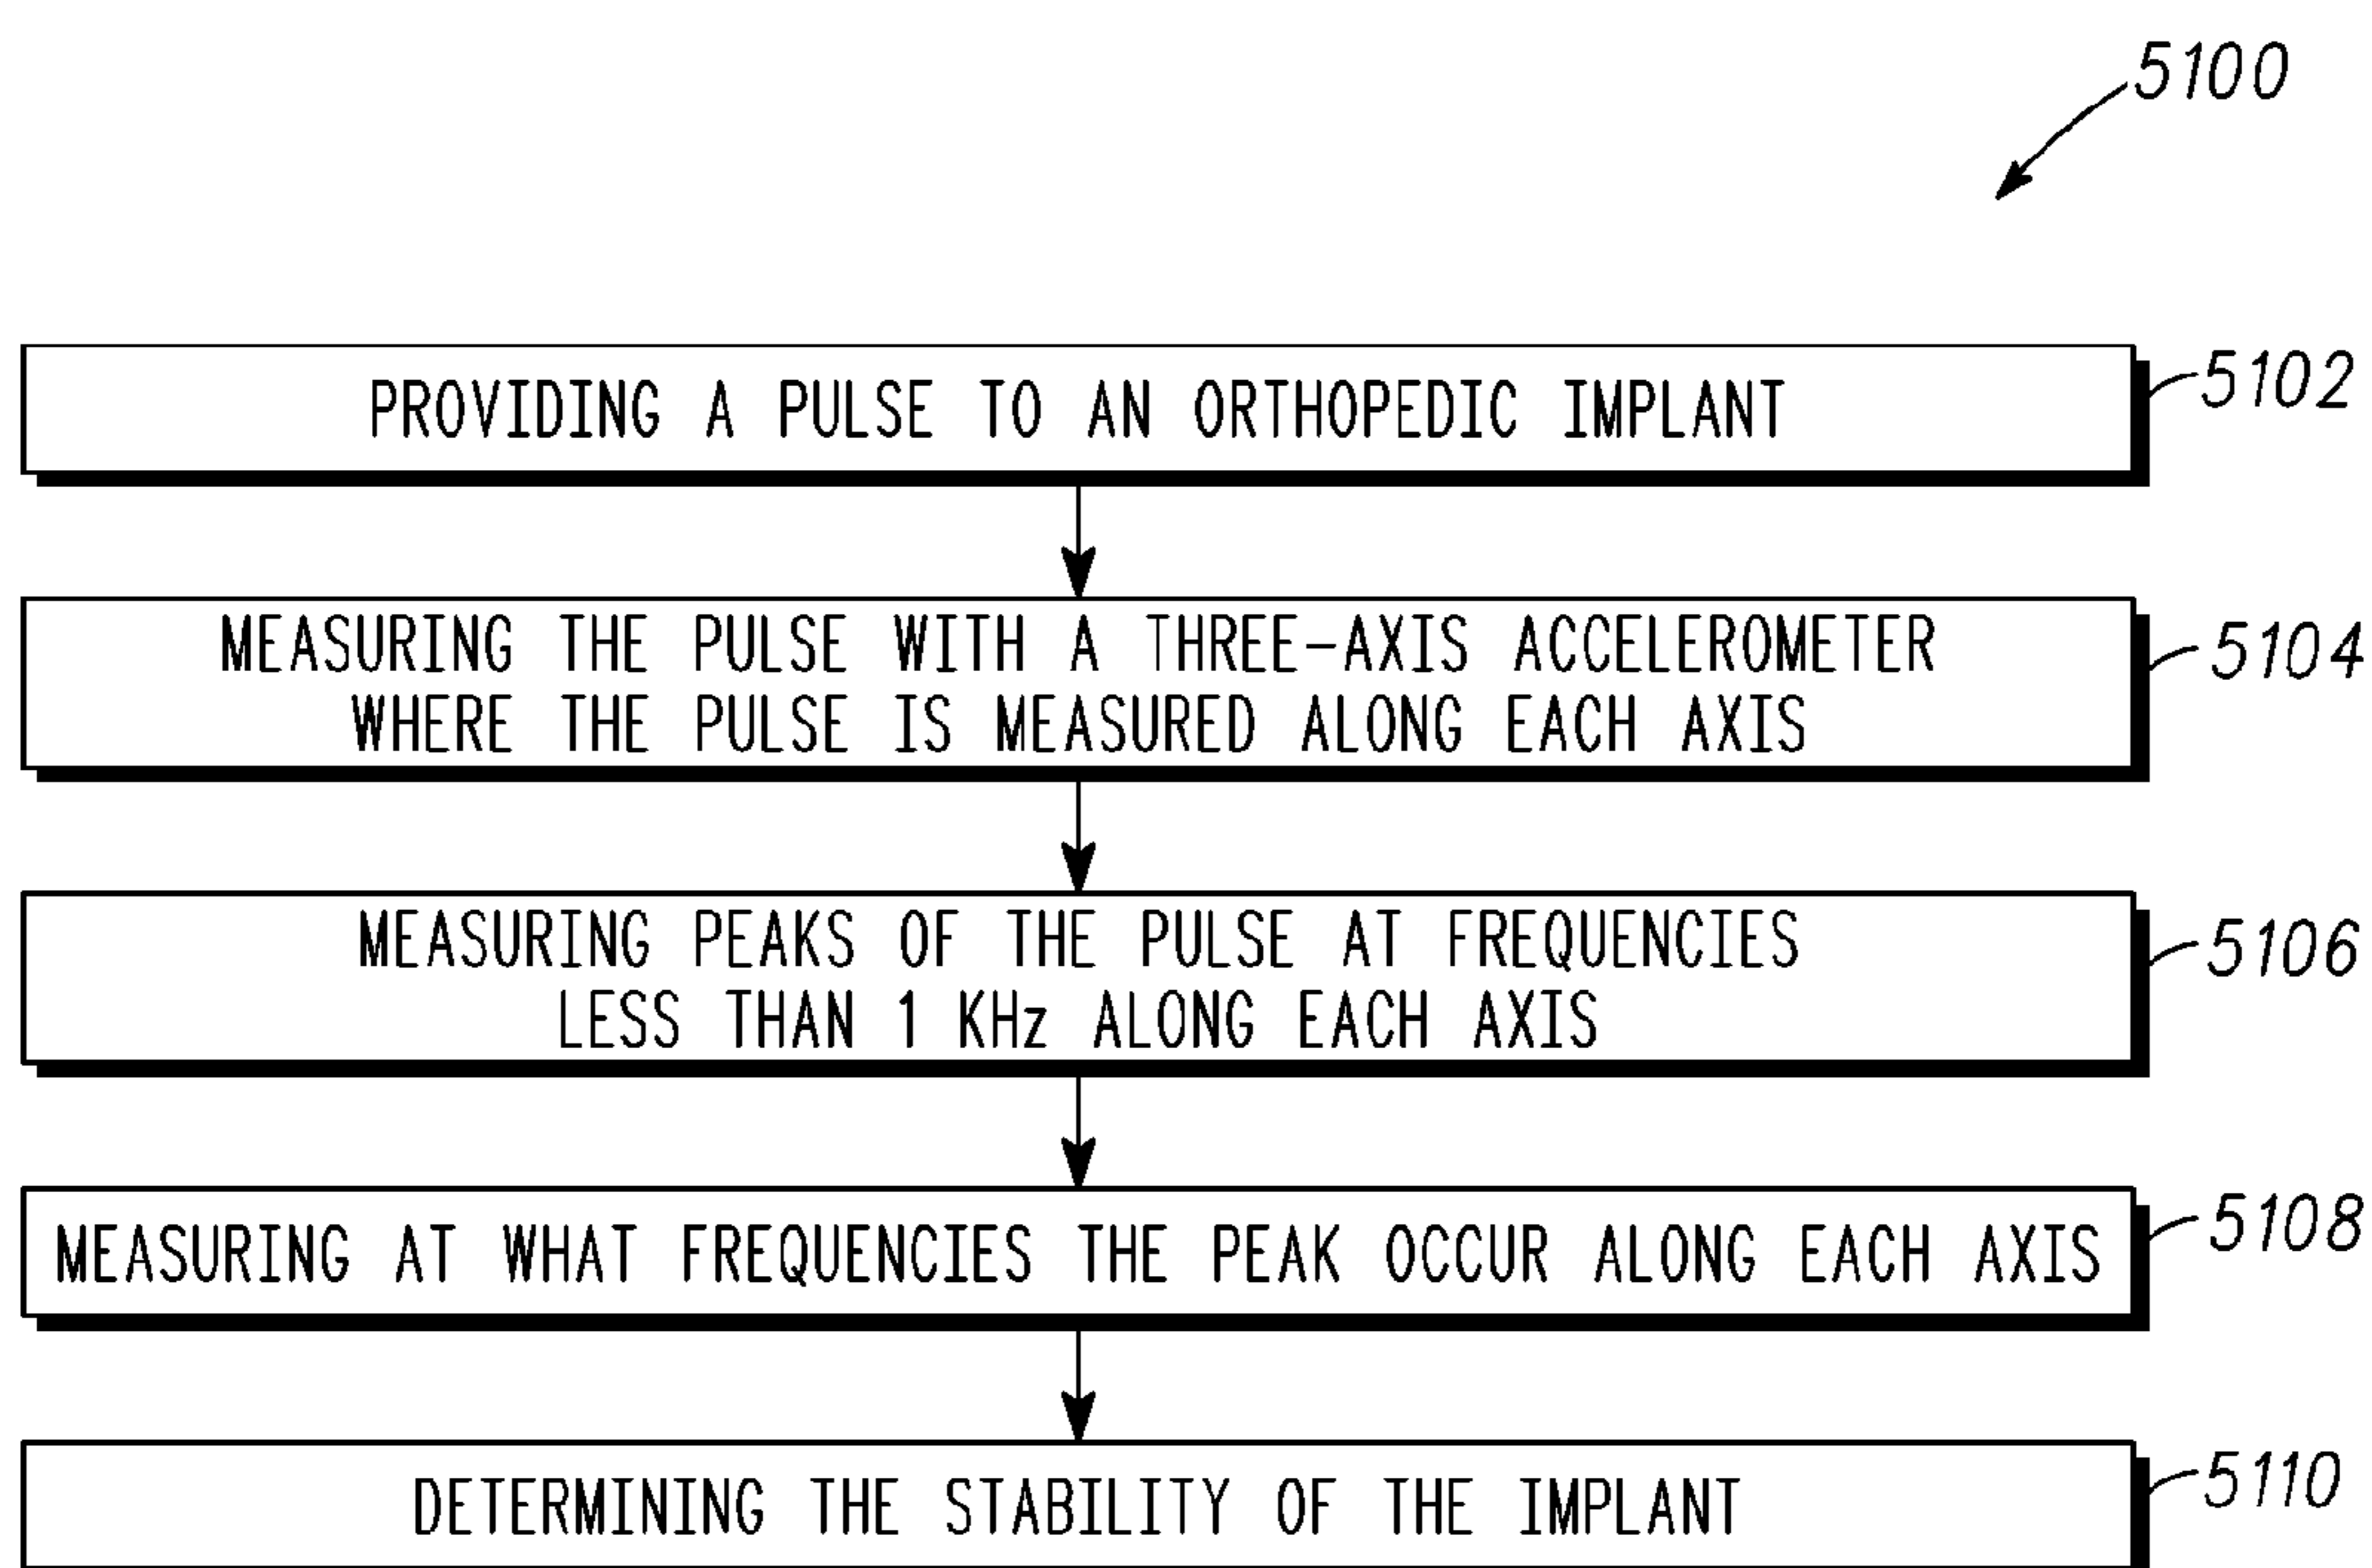 5100
PROVIDING A PULSE TO AN ORTHOPEDIC IMPLANT
5102
MEASURING THE PULSE WITH A THREE-AXIS ACCELEROMETER
WHERE THE PULSE IS MEASURED ALONG EACH AXIS
5104
MEASURING PEAKS OF THE PULSE AT FREQUENCIES
LESS THAN 1 KHz ALONG EACH AXIS
5106
MEASURING AT WHAT FREQUENCIES THE PEAK OCCUR ALONG EACH AXIS
5108
DETERMINING THE STABILITY OF THE IMPLANT
5110